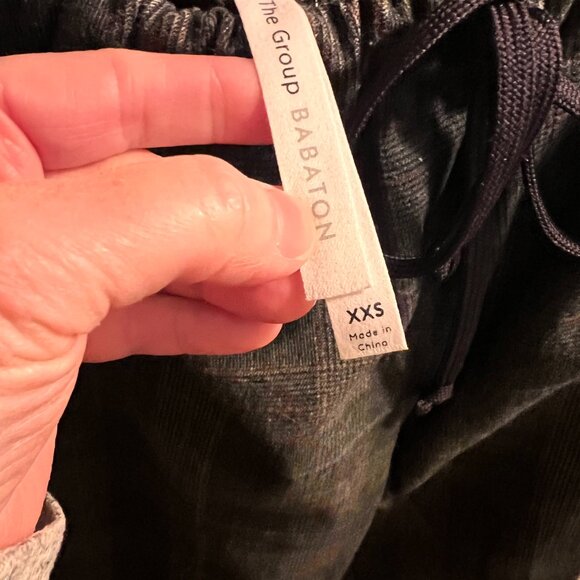 The Group BABATON
XXS
Made in
China